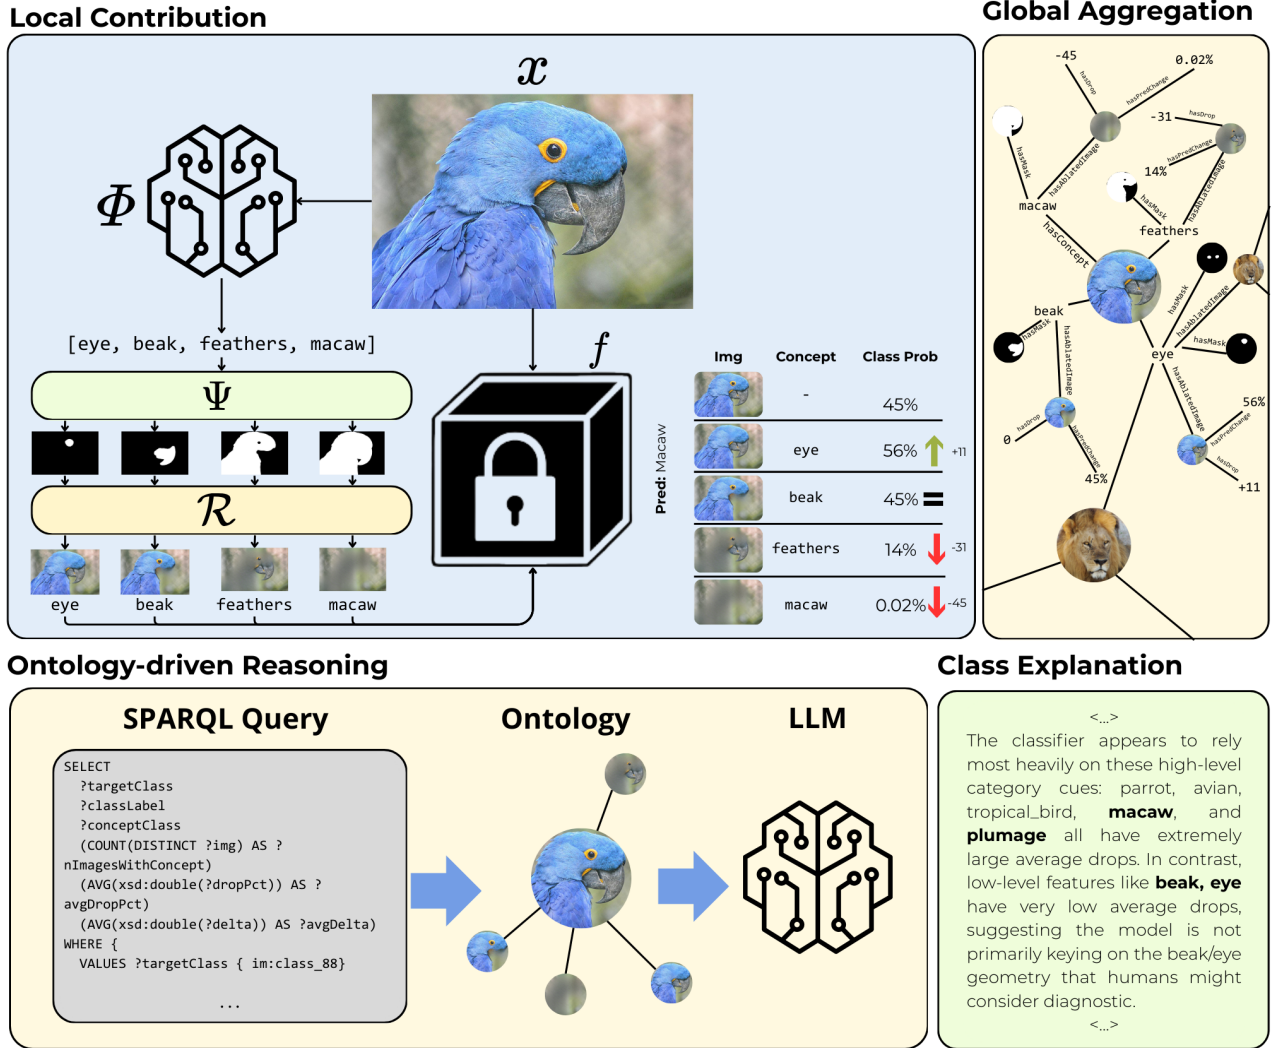 Local Contribution
x
Φ
[eye, beak, feathers, macaw]
Ψ
R
eye beak feathers macaw
f
Pred: Macaw
Img Concept Class Prob
- 45%
eye 56% +11
beak 45%
feathers 14% -31
macaw 0.02% -45
Global Aggregation
-45
0.02%
hasDrop
hasPredChange
-31
hasDrop
hasPredChange
14%
hasMask
hasAblatedImage
hasMask
hasAblatedImage
macaw
feathers
hasConcept
beak
hasMask
hasAblatedImage
hasMask
hasAblatedImage
hasMask
eye
hasAblatedImage
0
hasDrop
hasPredChange
45%
56%
hasPredChange
hasDrop
+11
Ontology-driven Reasoning
SPARQL Query
SELECT
?targetClass
?classLabel
?conceptClass
(COUNT(DISTINCT ?img) AS ?
nImagesWithConcept)
(AVG(xsd:double(?dropPct)) AS ?
avgDropPct)
(AVG(xsd:double(?delta)) AS ?avgDelta)
WHERE {
VALUES ?targetClass { im:class_88}
...
Ontology
LLM
Class Explanation
<...>
The classifier appears to rely
most heavily on these high-level
category cues: parrot, avian,
tropical_bird, macaw, and
plumage all have extremely
large average drops. In contrast,
low-level features like beak, eye
have very low average drops,
suggesting the model is not
primarily keying on the beak/eye
geometry that humans might
consider diagnostic.
<...>